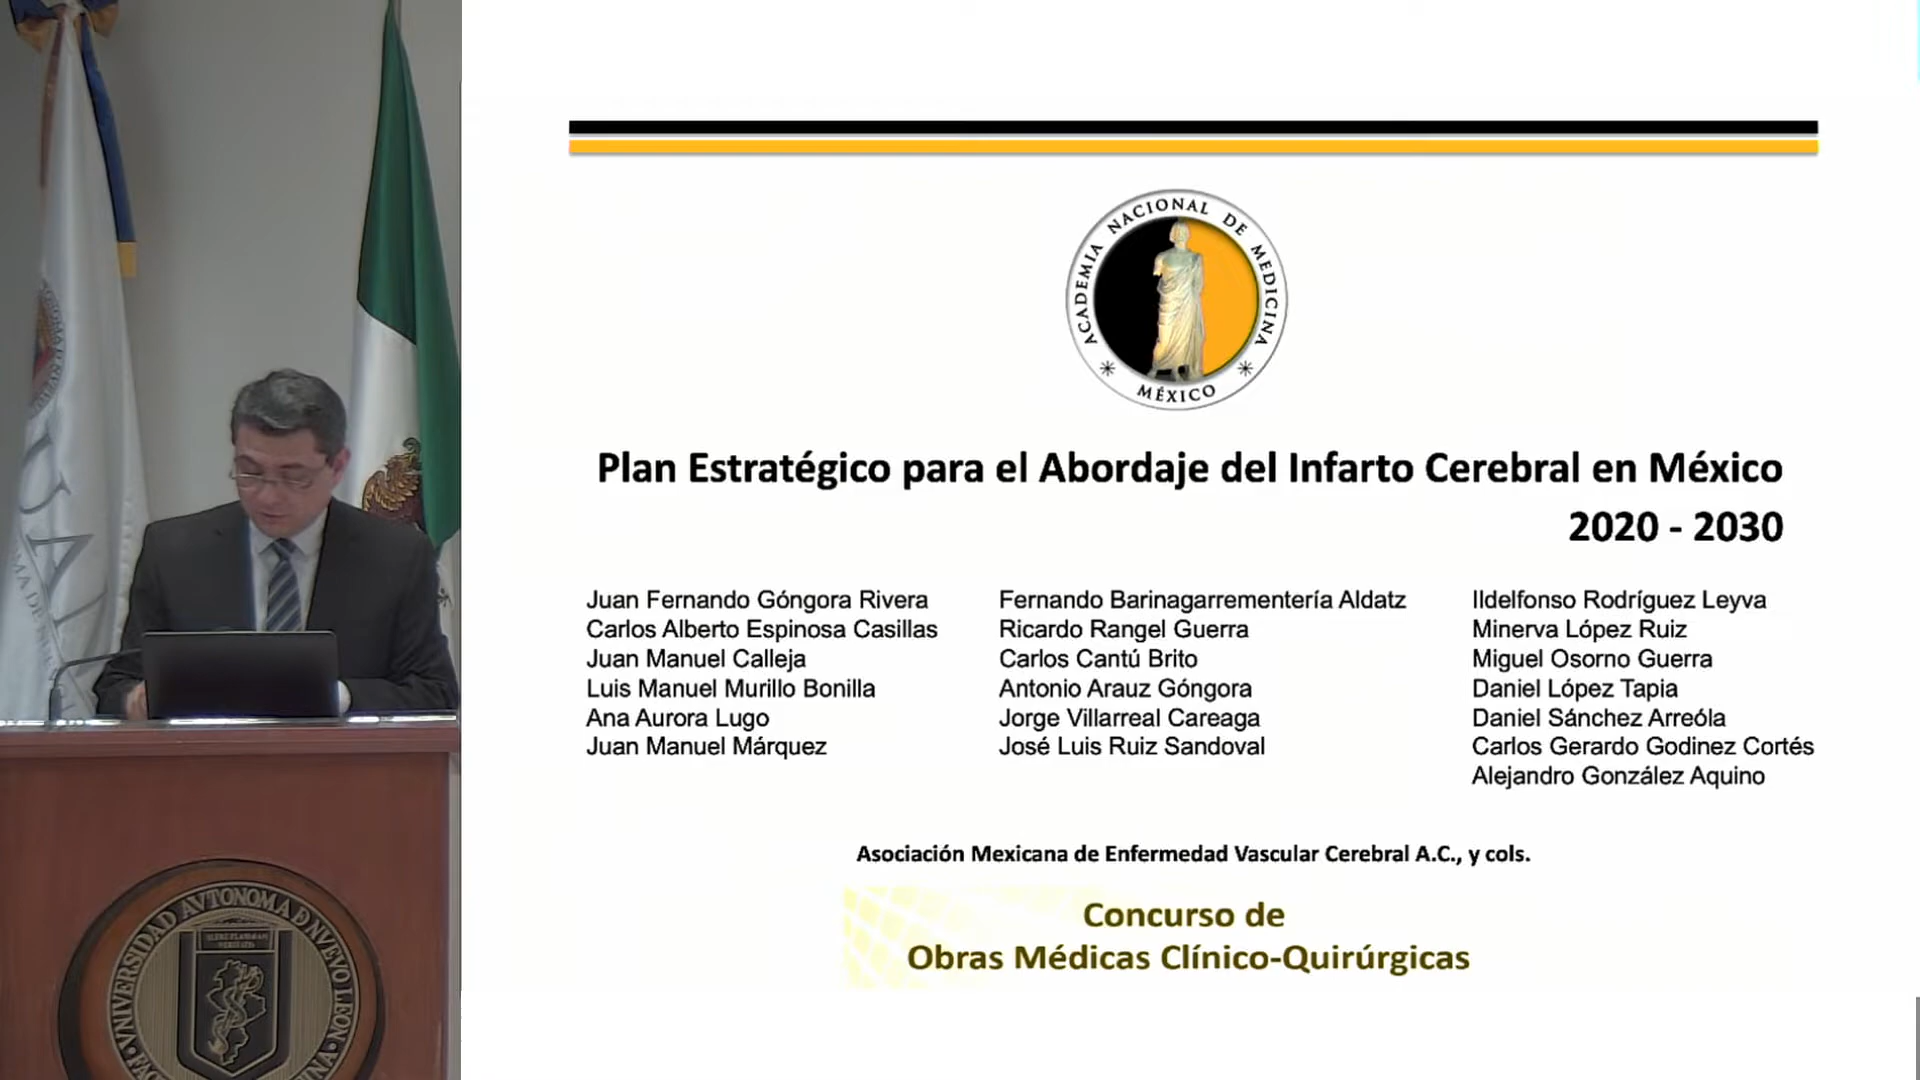 ACADEMIA NACIONAL DE MEDICINA
MÉXICO
Plan Estratégico para el Abordaje del Infarto Cerebral en México
2020 - 2030
Juan Fernando Góngora Rivera
Carlos Alberto Espinosa Casillas
Juan Manuel Calleja
Luis Manuel Murillo Bonilla
Ana Aurora Lugo
Juan Manuel Márquez
Fernando Barinagarrementería Aldatz
Ricardo Rangel Guerra
Carlos Cantú Brito
Antonio Arauz Góngora
Jorge Villarreal Careaga
José Luis Ruiz Sandoval
Ildelfonso Rodríguez Leyva
Minerva López Ruiz
Miguel Osorno Guerra
Daniel López Tapia
Daniel Sánchez Arreóla
Carlos Gerardo Godinez Cortés
Alejandro González Aquino
Asociación Mexicana de Enfermedad Vascular Cerebral A.C., y cols.
Concurso de
Obras Médicas Clínico-Quirúrgicas
VNIVERSIDAD AVTONOMA D NVEVO LEON